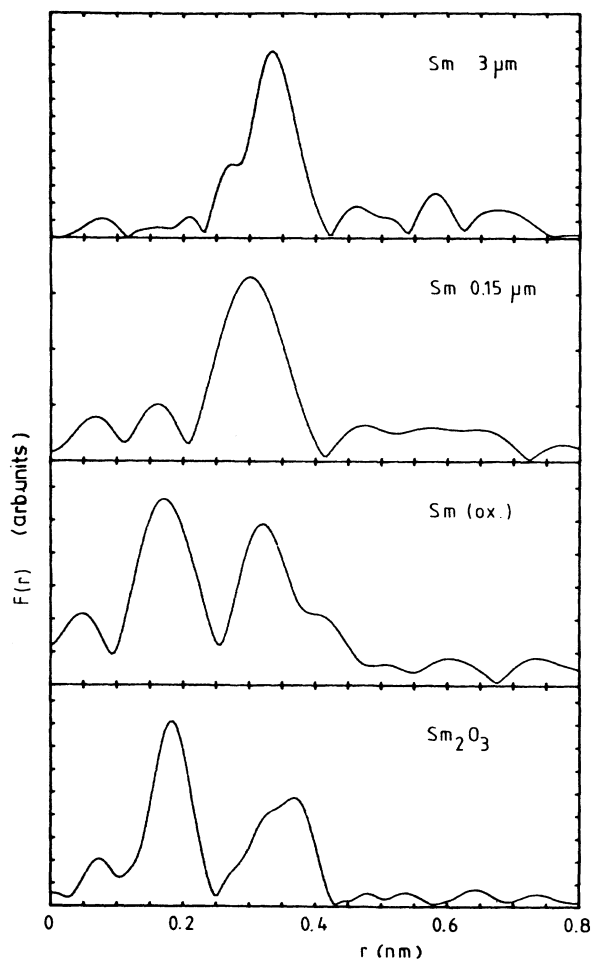 Sm 3 µm
Sm 0.15 µm
Sm (ox.)
Sm2O3
F(r) (arb.units)
0 0.2 0.4 0.6 0.8
r (nm)